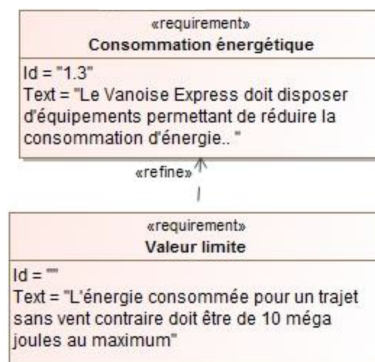 «requirement»
Consommation énergétique
Id = "1.3"
Text = "Le Vanoise Express doit disposer
d'équipements permettant de réduire la
consommation d'énergie.. "
«refine»
«requirement»
Valeur limite
Id = ""
Text = "L'énergie consommée pour un trajet
sans vent contraire doit être de 10 méga
joules au maximum"